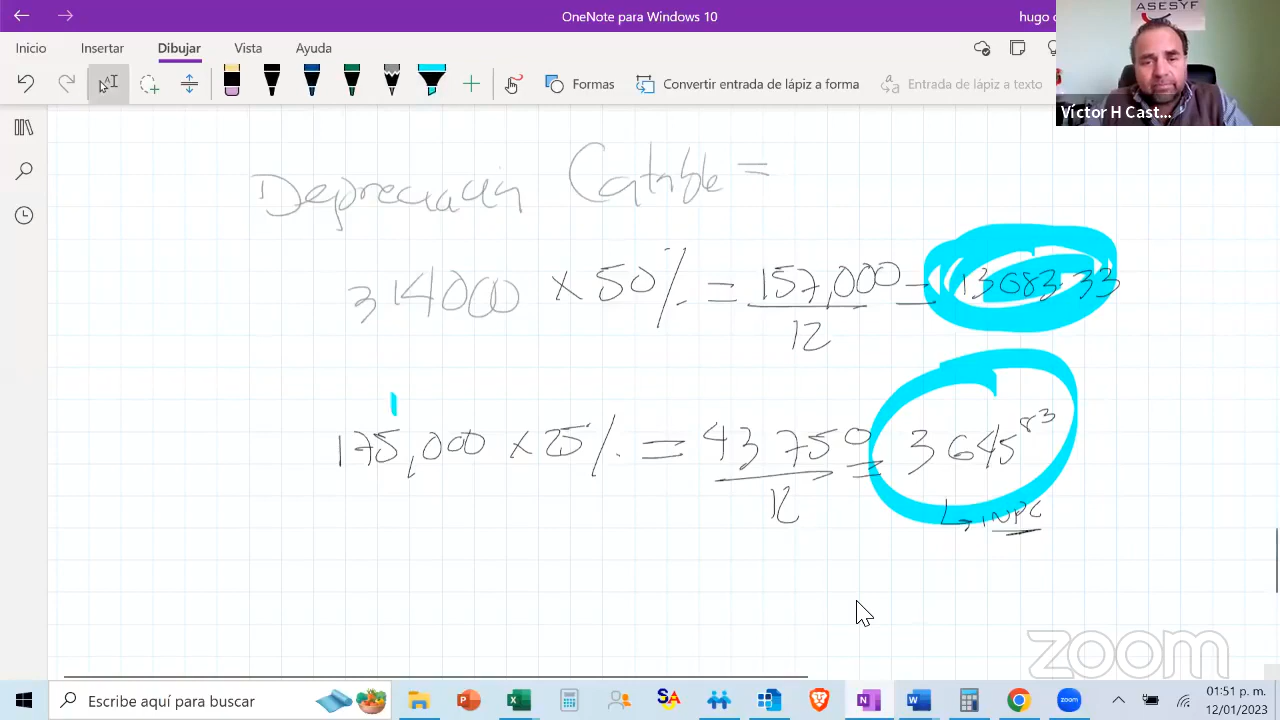 OneNote para Windows 10
hugo c
Inicio Insertar Dibujar Vista Ayuda
Formas Convertir entrada de lápiz a forma Entrada de lápiz a texto
ASESYF
Víctor H Cast...
Depreciación Contable =
314000 × 50% = 157,000 = 13083.33
12
175,000 × 25% = 43750 = 3645 83
12
↳ INPC
zoom
Escribe aquí para buscar
zoom
01:51 p. m.
12/01/2023